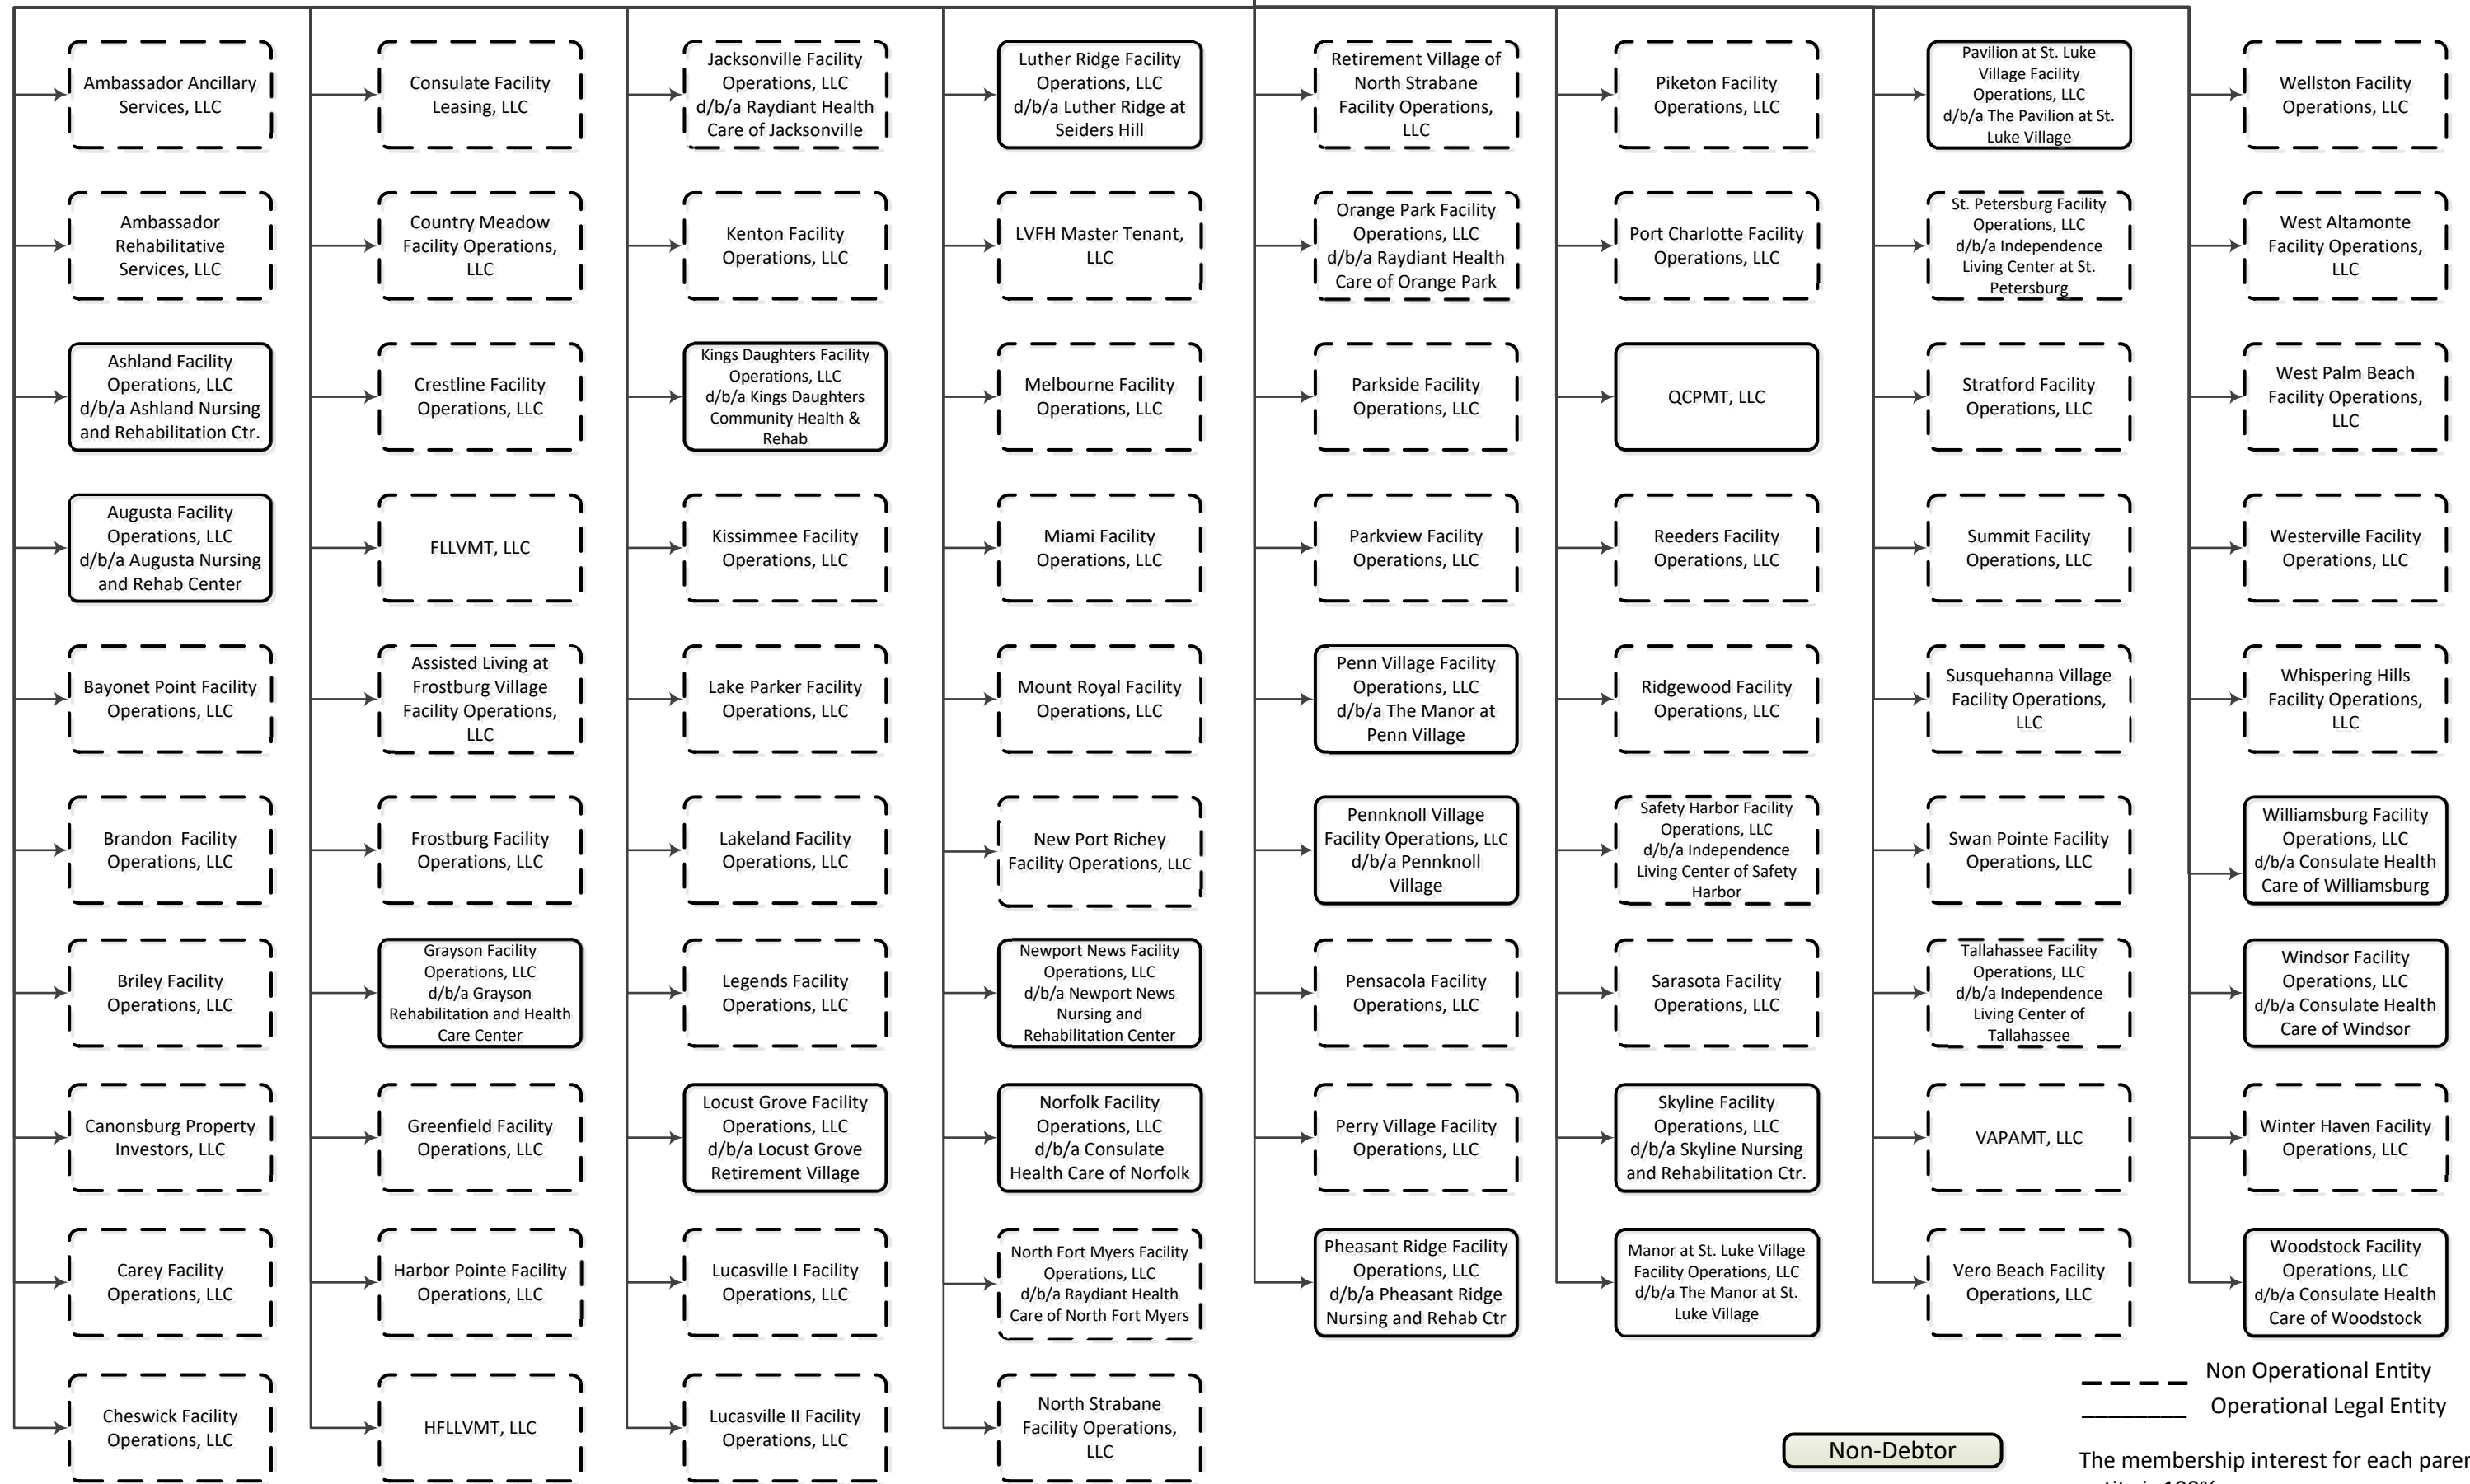 Ambassador Ancillary
Services, LLC
Ambassador
Rehabilitative
Services, LLC
Ashland Facility
Operations, LLC
d/b/a Ashland Nursing
and Rehabilitation Ctr.
Augusta Facility
Operations, LLC
d/b/a Augusta Nursing
and Rehab Center
Bayonet Point Facility
Operations, LLC
Brandon Facility
Operations, LLC
Briley Facility
Operations, LLC
Canonsburg Property
Investors, LLC
Carey Facility
Operations, LLC
Cheswick Facility
Operations, LLC
Consulate Facility
Leasing, LLC
Country Meadow
Facility Operations,
LLC
Crestline Facility
Operations, LLC
FLLVMT, LLC
Assisted Living at
Frostburg Village
Facility Operations,
LLC
Frostburg Facility
Operations, LLC
Grayson Facility
Operations, LLC
d/b/a Grayson
Rehabilitation and Health
Care Center
Greenfield Facility
Operations, LLC
Harbor Pointe Facility
Operations, LLC
HFLLVMT, LLC
Jacksonville Facility
Operations, LLC
d/b/a Raydiant Health
Care of Jacksonville
Kenton Facility
Operations, LLC
Kings Daughters Facility
Operations, LLC
d/b/a Kings Daughters
Community Health &
Rehab
Kissimmee Facility
Operations, LLC
Lake Parker Facility
Operations, LLC
Lakeland Facility
Operations, LLC
Legends Facility
Operations, LLC
Locust Grove Facility
Operations, LLC
d/b/a Locust Grove
Retirement Village
Lucasville I Facility
Operations, LLC
Lucasville II Facility
Operations, LLC
Luther Ridge Facility
Operations, LLC
d/b/a Luther Ridge at
Seiders Hill
LVFH Master Tenant,
LLC
Melbourne Facility
Operations, LLC
Miami Facility
Operations, LLC
Mount Royal Facility
Operations, LLC
New Port Richey
Facility Operations, LLC
Newport News Facility
Operations, LLC
d/b/a Newport News
Nursing and
Rehabilitation Center
Norfolk Facility
Operations, LLC
d/b/a Consulate
Health Care of Norfolk
North Fort Myers Facility
Operations, LLC
d/b/a Raydiant Health
Care of North Fort Myers
North Strabane
Facility Operations,
LLC
Retirement Village of
North Strabane
Facility Operations,
LLC
Orange Park Facility
Operations, LLC
d/b/a Raydiant Health
Care of Orange Park
Parkside Facility
Operations, LLC
Parkview Facility
Operations, LLC
Penn Village Facility
Operations, LLC
d/b/a The Manor at
Penn Village
Pennknoll Village
Facility Operations, LLC
d/b/a Pennknoll
Village
Pensacola Facility
Operations, LLC
Perry Village Facility
Operations, LLC
Pheasant Ridge Facility
Operations, LLC
d/b/a Pheasant Ridge
Nursing and Rehab Ctr
Piketon Facility
Operations, LLC
Port Charlotte Facility
Operations, LLC
QCPMT, LLC
Reeders Facility
Operations, LLC
Ridgewood Facility
Operations, LLC
Safety Harbor Facility
Operations, LLC
d/b/a Independence
Living Center of Safety
Harbor
Sarasota Facility
Operations, LLC
Skyline Facility
Operations, LLC
d/b/a Skyline Nursing
and Rehabilitation Ctr.
Manor at St. Luke Village
Facility Operations, LLC
d/b/a The Manor at St.
Luke Village
Pavilion at St. Luke
Village Facility
Operations, LLC
d/b/a The Pavilion at St.
Luke Village
St. Petersburg Facility
Operations, LLC
d/b/a Independence
Living Center at St.
Petersburg
Stratford Facility
Operations, LLC
Summit Facility
Operations, LLC
Susquehanna Village
Facility Operations,
LLC
Swan Pointe Facility
Operations, LLC
Tallahassee Facility
Operations, LLC
d/b/a Independence
Living Center of
Tallahassee
VAPAMT, LLC
Vero Beach Facility
Operations, LLC
Wellston Facility
Operations, LLC
West Altamonte
Facility Operations,
LLC
West Palm Beach
Facility Operations,
LLC
Westerville Facility
Operations, LLC
Whispering Hills
Facility Operations,
LLC
Williamsburg Facility
Operations, LLC
d/b/a Consulate Health
Care of Williamsburg
Windsor Facility
Operations, LLC
d/b/a Consulate Health
Care of Windsor
Winter Haven Facility
Operations, LLC
Woodstock Facility
Operations, LLC
d/b/a Consulate Health
Care of Woodstock
Non Operational Entity
Operational Legal Entity
Non-Debtor
The membership interest for each